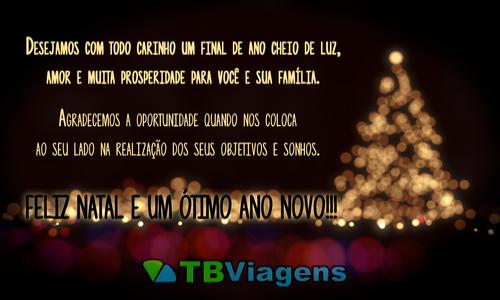 Desejamos com todo carinho um final de ano cheio de luz,
amor e muita prosperidade para você e sua família.
Agradecemos a oportunidade quando nos coloca
ao seu lado na realização dos seus objetivos e sonhos.
FELIZ NATAL E UM ÓTIMO ANO NOVO!!!
TBViagens